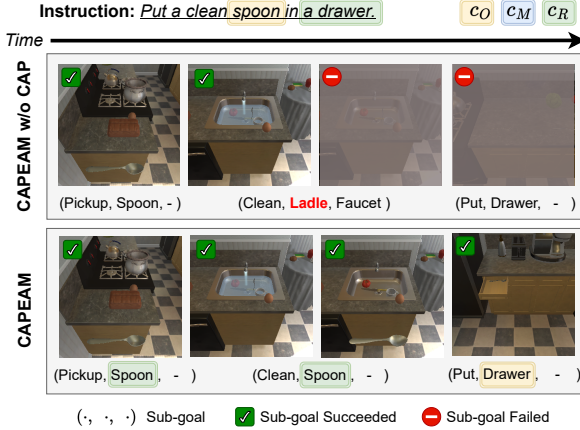 Instruction: Put a clean spoon in a drawer.
c_O c_M c_R
Time
CAPEAM w/o CAP
(Pickup, Spoon, - ) (Clean, Ladle, Faucet ) (Put, Drawer, - )
CAPEAM
(Pickup, Spoon , - ) (Clean, Spoon , - ) (Put, Drawer , - )
(·, ·, ·) Sub-goal Sub-goal Succeeded Sub-goal Failed